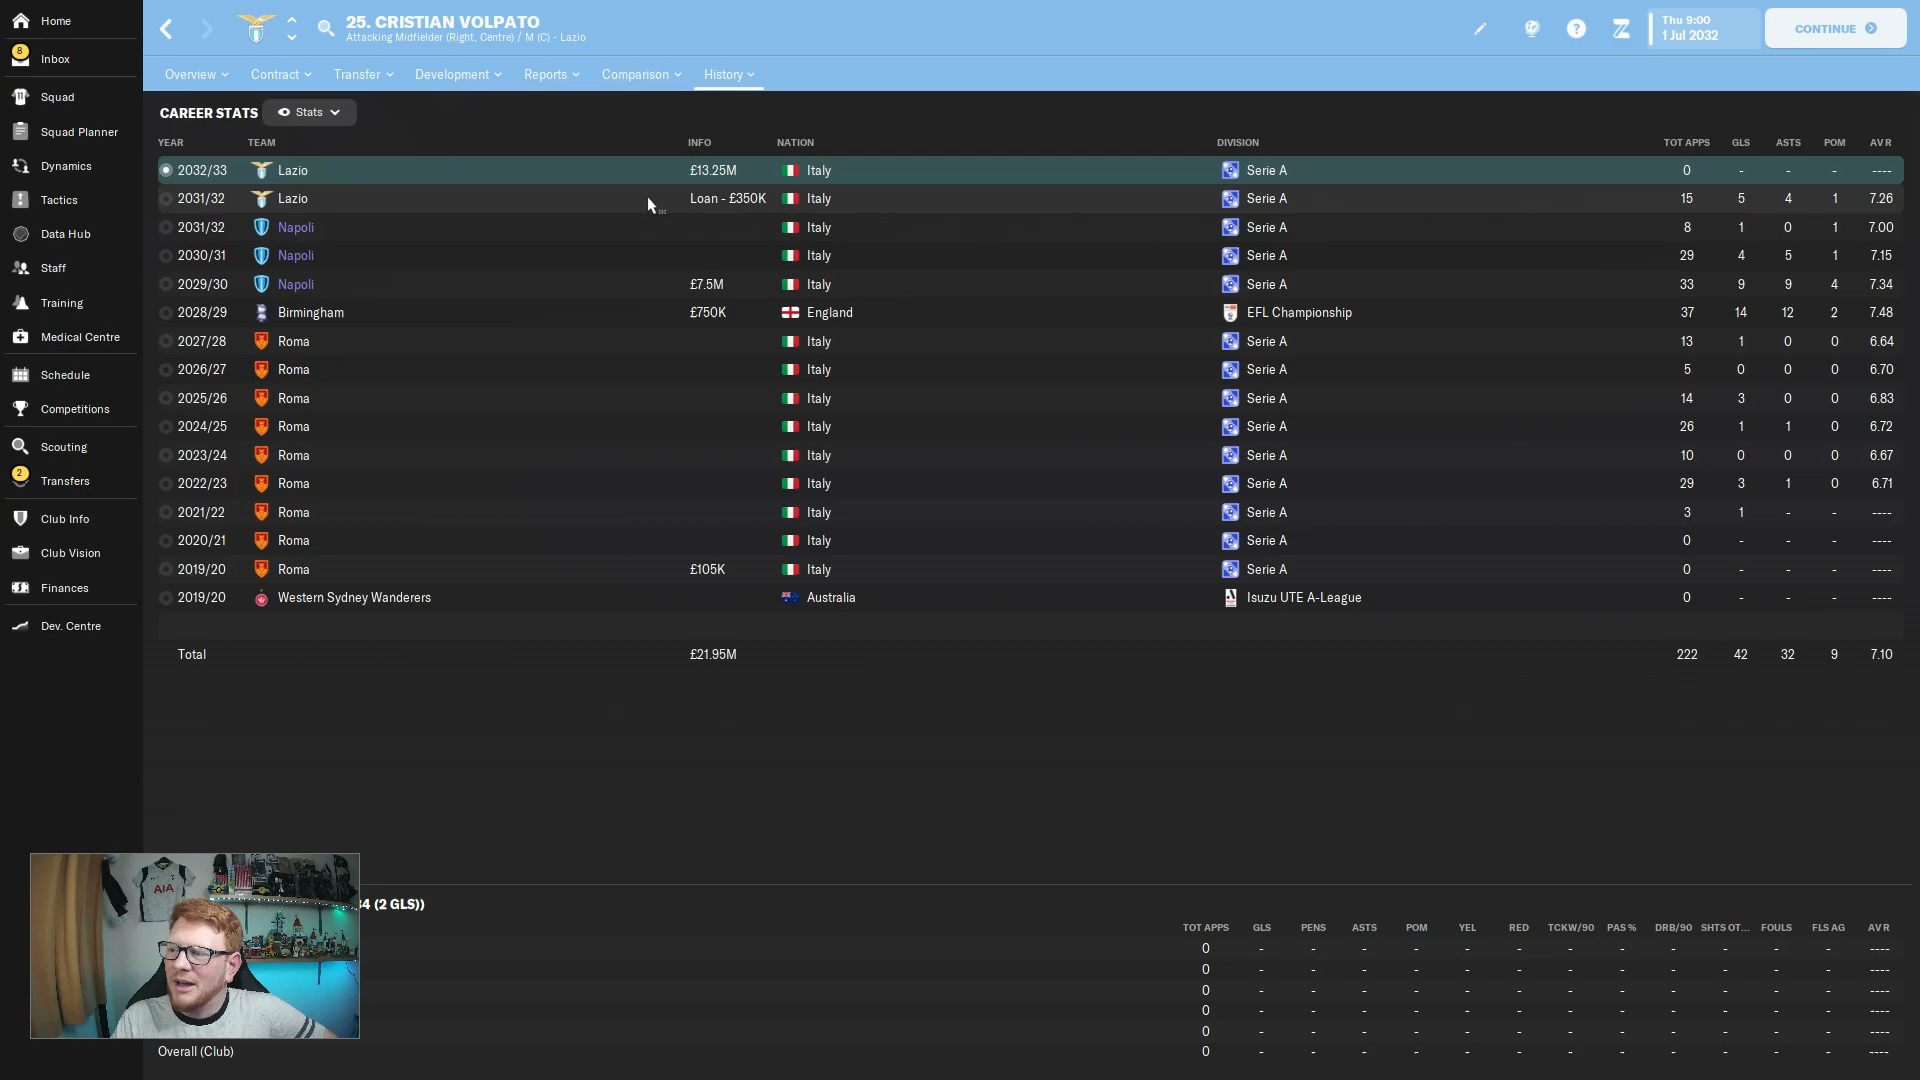 Home
8
Inbox
Squad
Squad Planner
Dynamics
Tactics
Data Hub
Staff
Training
Medical Centre
Schedule
Competitions
Scouting
2
Transfers
Club Info
Club Vision
Finances
Dev. Centre
25. CRISTIAN VOLPATO
Attacking Midfielder (Right, Centre) / M (C) - Lazio
Thu 9:00
1 Jul 2032
CONTINUE
Overview Contract Transfer Development Reports Comparison History
CAREER STATS Stats
YEAR TEAM INFO NATION DIVISION TOT APPS GLS ASTS POM AV R
2032/33 Lazio £13.25M Italy Serie A 0 - - - ----
2031/32 Lazio Loan - £350K Italy Serie A 15 5 4 1 7.26
2031/32 Napoli Italy Serie A 8 1 0 1 7.00
2030/31 Napoli Italy Serie A 29 4 5 1 7.15
2029/30 Napoli £7.5M Italy Serie A 33 9 9 4 7.34
2028/29 Birmingham £750K England EFL Championship 37 14 12 2 7.48
2027/28 Roma Italy Serie A 13 1 0 0 6.64
2026/27 Roma Italy Serie A 5 0 0 0 6.70
2025/26 Roma Italy Serie A 14 3 0 0 6.83
2024/25 Roma Italy Serie A 26 1 1 0 6.72
2023/24 Roma Italy Serie A 10 0 0 0 6.67
2022/23 Roma Italy Serie A 29 3 1 0 6.71
2021/22 Roma Italy Serie A 3 1 - - ----
2020/21 Roma Italy Serie A 0 - - - ----
2019/20 Roma £105K Italy Serie A 0 - - - ----
2019/20 Western Sydney Wanderers Australia Isuzu UTE A-League 0 - - - ----
Total £21.95M 222 42 32 9 7.10
AIA
(2 GLS))
TOT APPS GLS PENS ASTS POM YEL RED TCKW/90 PAS % DRB/90 SHTS OT... FOULS FLS AG AV R
0 - - - - - - - - - - - - ----
0 - - - - - - - - - - - - ----
0 - - - - - - - - - - - - ----
0 - - - - - - - - - - - - ----
0 - - - - - - - - - - - - ----
Overall (Club) 0 - - - - - - - - - - - - ----